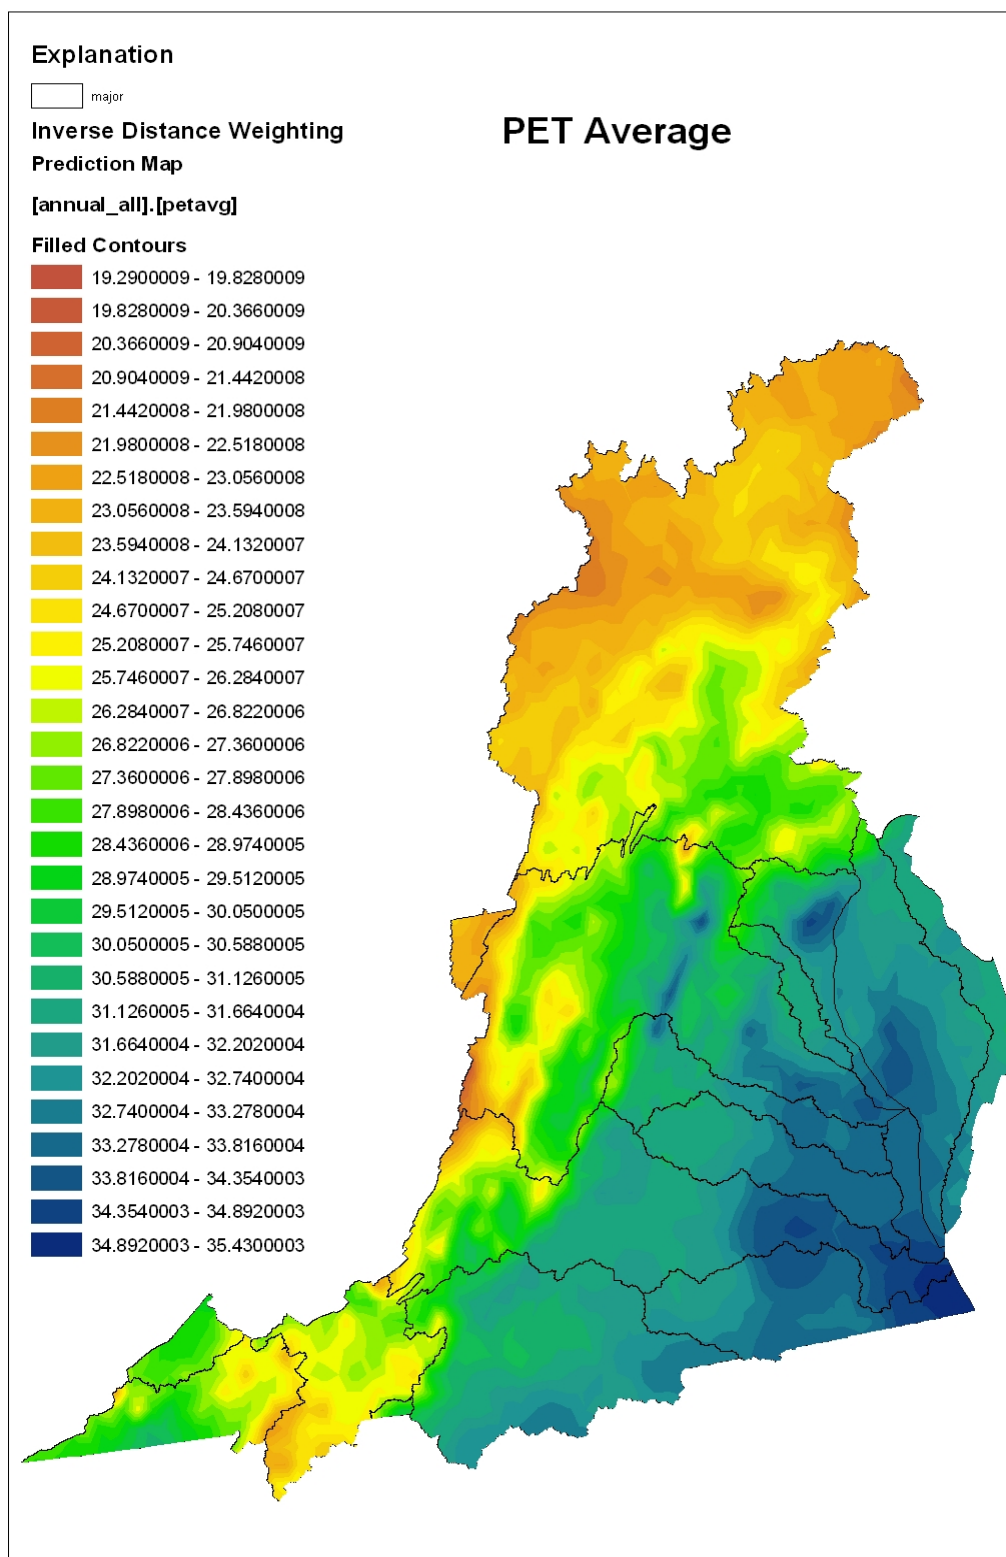 Explanation
major
Inverse Distance Weighting
PET Average
Prediction Map
[annual_all].[petavg]
Filled Contours
19.2900009 - 19.8280009
19.8280009 - 20.3660009
20.3660009 - 20.9040009
20.9040009 - 21.4420008
21.4420008 - 21.9800008
21.9800008 - 22.5180008
22.5180008 - 23.0560008
23.0560008 - 23.5940008
23.5940008 - 24.1320007
24.1320007 - 24.6700007
24.6700007 - 25.2080007
25.2080007 - 25.7460007
25.7460007 - 26.2840007
26.2840007 - 26.8220006
26.8220006 - 27.3600006
27.3600006 - 27.8980006
27.8980006 - 28.4360006
28.4360006 - 28.9740005
28.9740005 - 29.5120005
29.5120005 - 30.0500005
30.0500005 - 30.5880005
30.5880005 - 31.1260005
31.1260005 - 31.6640004
31.6640004 - 32.2020004
32.2020004 - 32.7400004
32.7400004 - 33.2780004
33.2780004 - 33.8160004
33.8160004 - 34.3540003
34.3540003 - 34.8920003
34.8920003 - 35.4300003